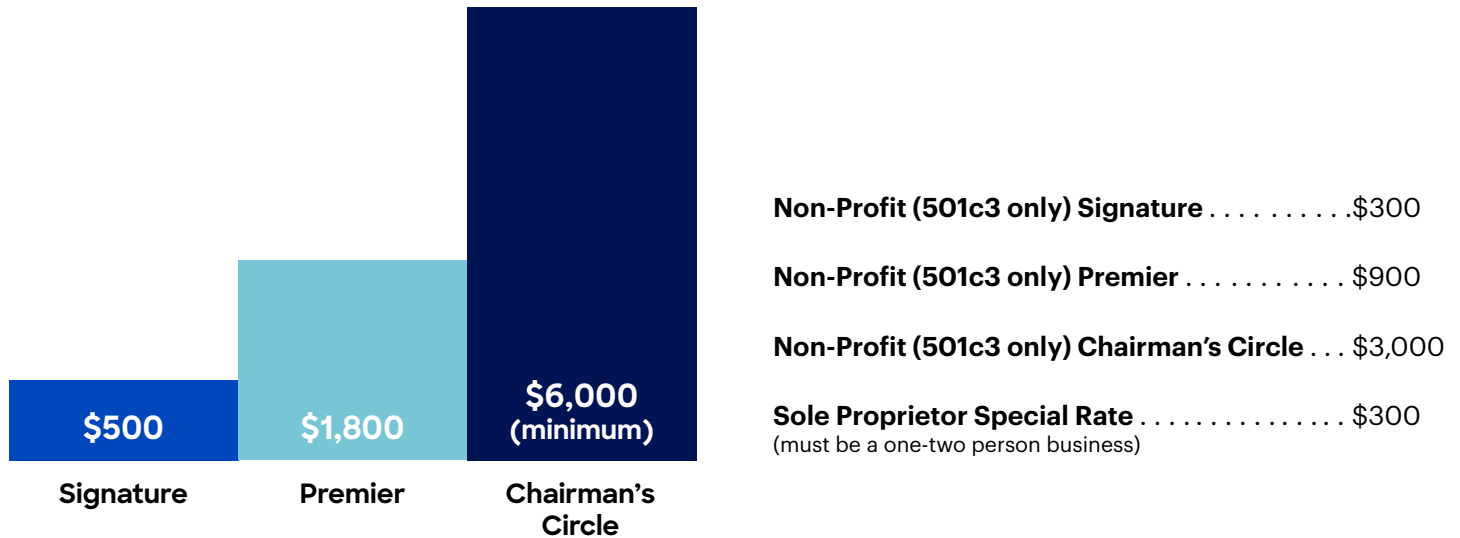 $500
$1,800
$6,000
(minimum)
Signature
Premier
Chairman’s
Circle
Non-Profit (501c3 only) Signature . . . . . . . . . .$300
Non-Profit (501c3 only) Premier . . . . . . . . . . . $900
Non-Profit (501c3 only) Chairman’s Circle . . . $3,000
Sole Proprietor Special Rate . . . . . . . . . . . . . . . $300
(must be a one-two person business)